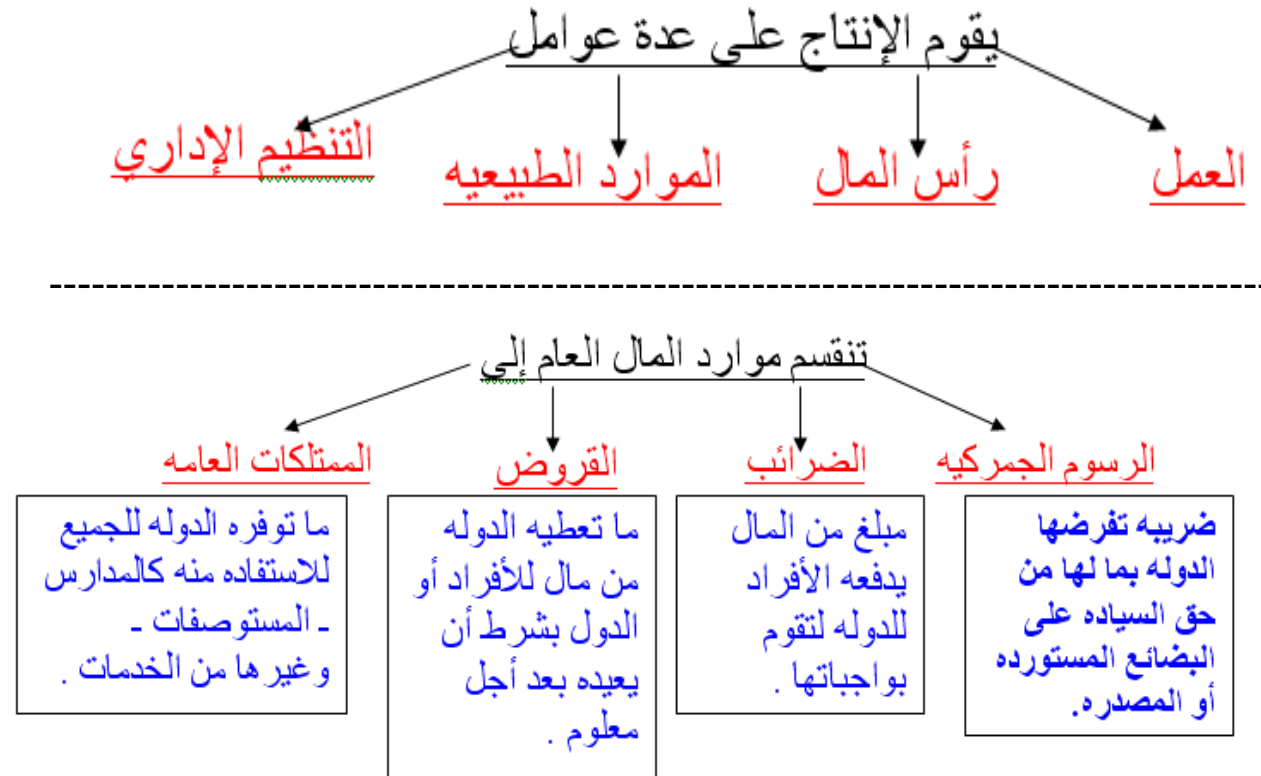 يقوم الإنتاج على عدة عوامل
العمل
رأس المال
الموارد الطبيعيه
التنظيم الإداري
تنقسم موارد المال العام إلي
الرسوم الجمركيه
ضريبه تفرضها
الدوله بما لها من
حق السياده على
البضائع المستورده
أو المصدره.
الضرائب
مبلغ من المال
يدفعه الأفراد
للدوله لتقوم
بواجباتها .
القروض
ما تعطيه الدوله
من مال للأفراد أو
الدول بشرط أن
يعيده بعد أجل
معلوم .
الممتلكات العامه
ما توفره الدوله للجميع
للاستفاده منه كالمدارس
ـ المستوصفات ـ
وغيرها من الخدمات .